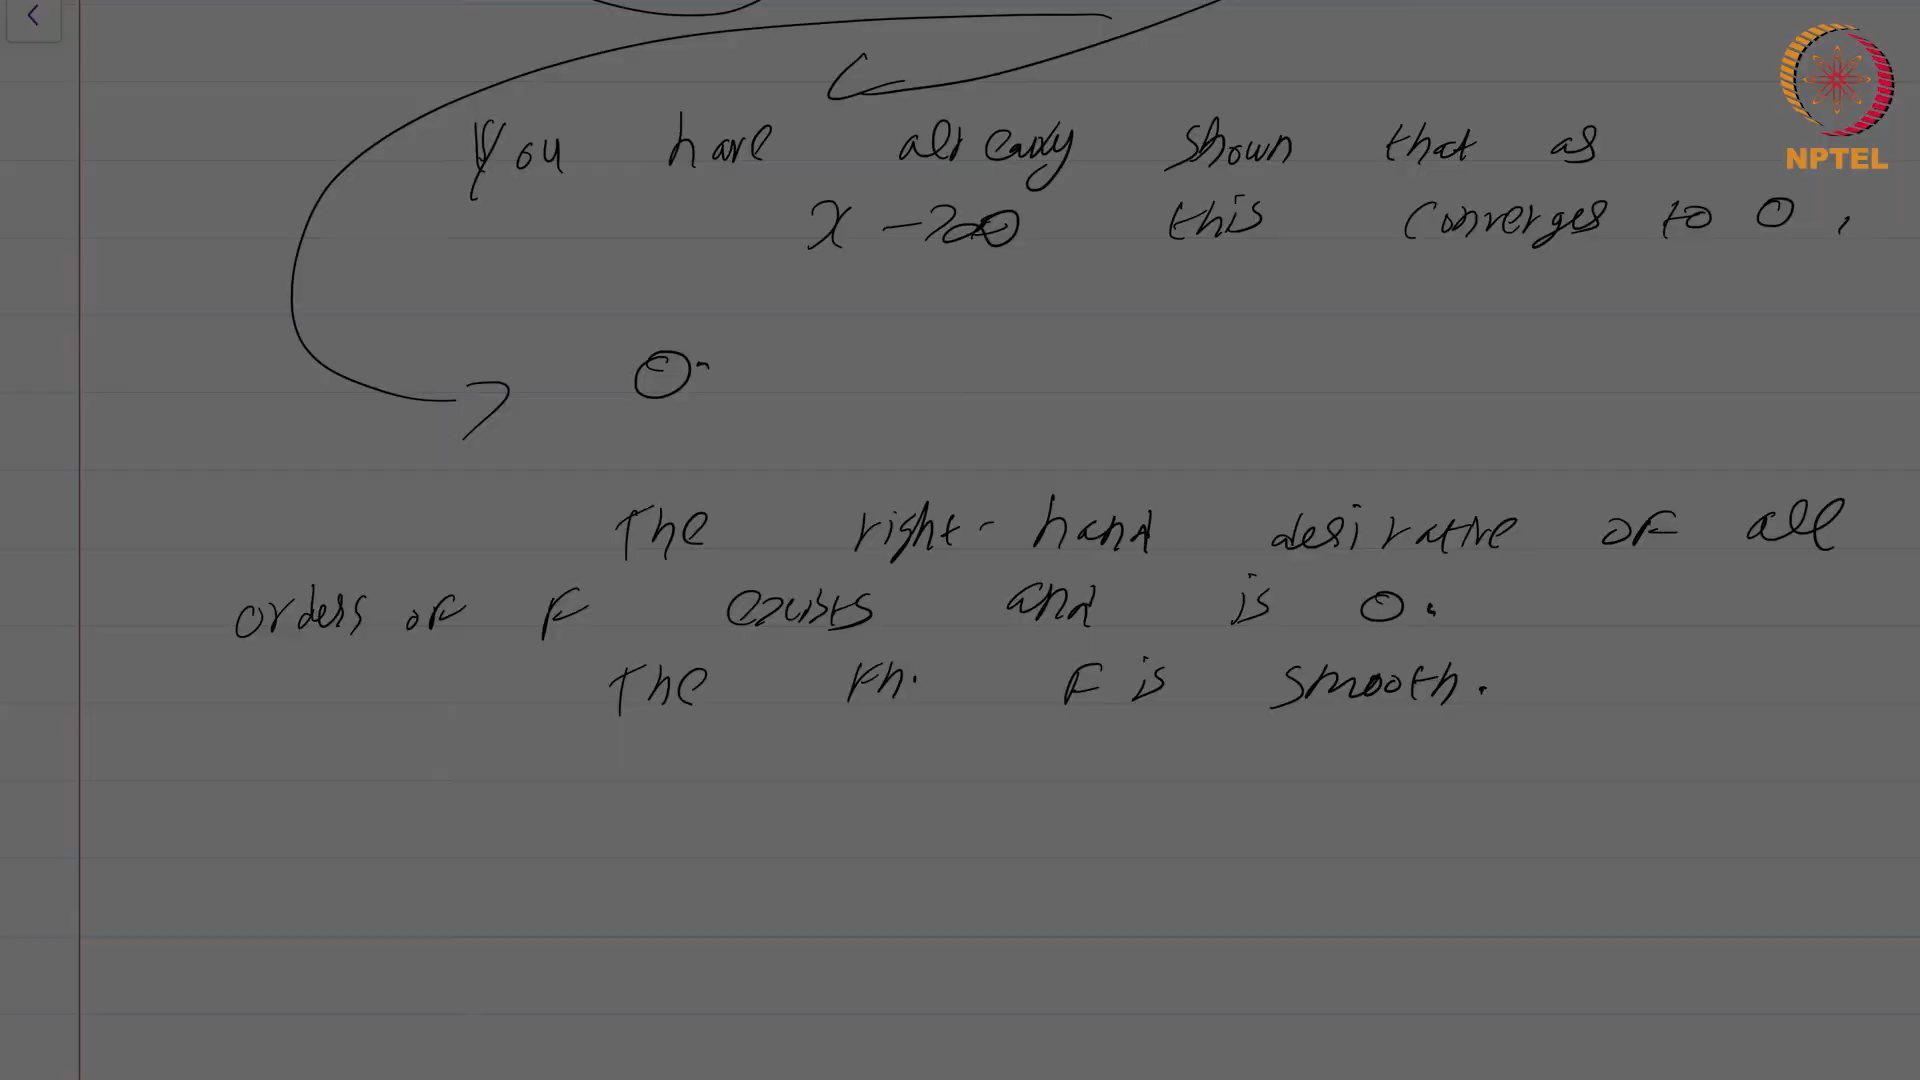 NPTEL
You have already shown that as
x → ∞ this converges to 0.
0.
The right-hand derivative of all
orders of F exists and is 0.
The Fn. F is smooth.